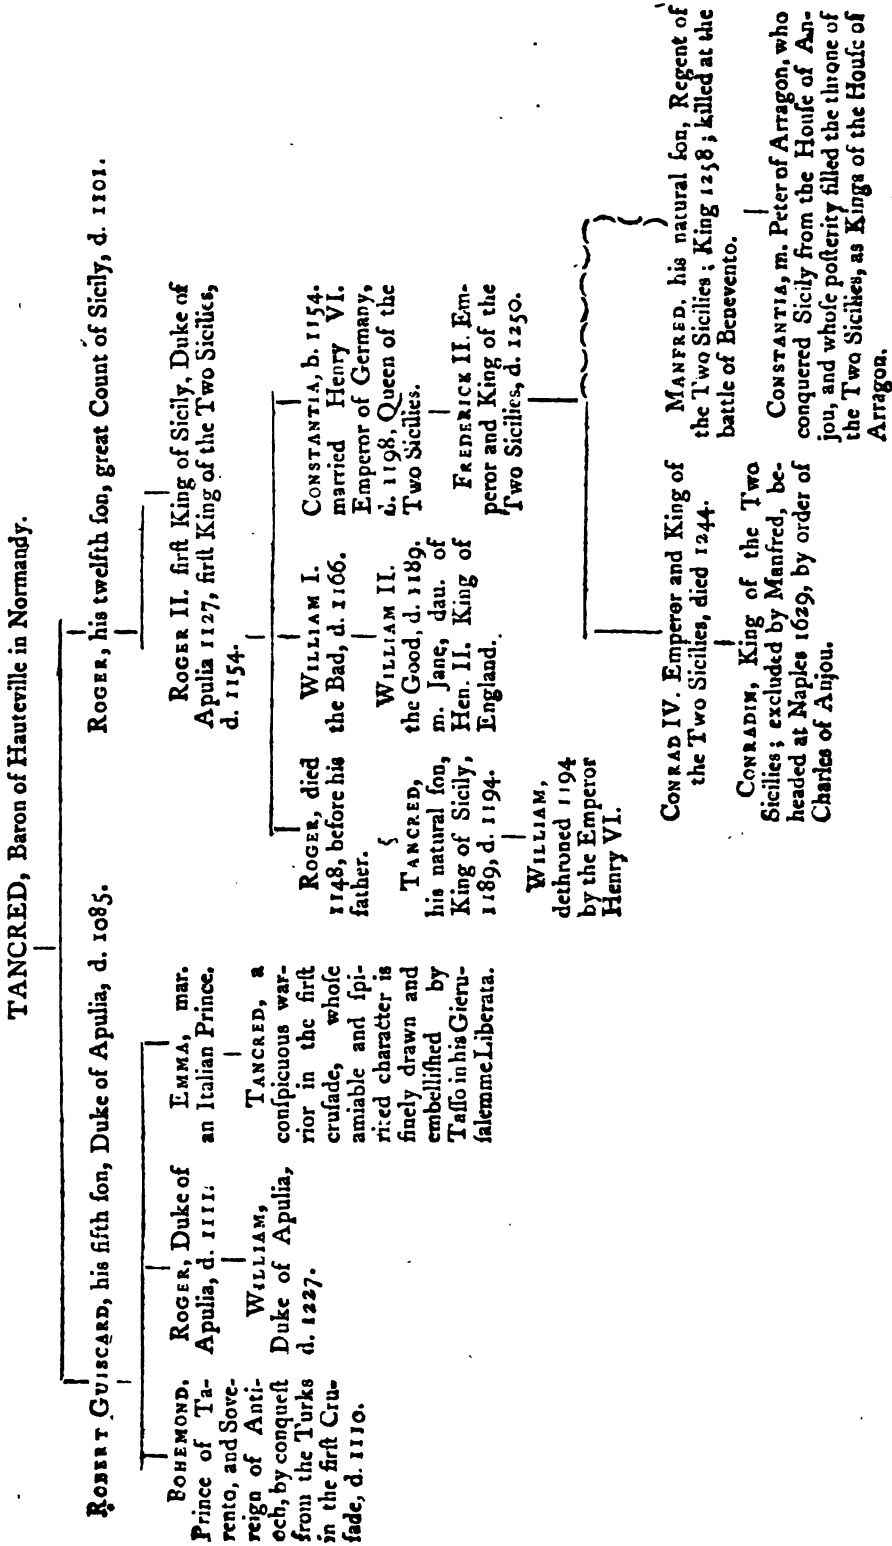 TANCRED, Baron of Hauteville in Normandy.
ROBERT GUISCARD, his fifth ſon, Duke of Apulia, d. 1085.
BOHEMOND.
Prince of Ta-
rento, and Sove-
reign of Anti-
och, by conqueſt
from the Turks
in the firſt Cru-
ſade, d. 1110.
ROGER, Duke of
Apulia, d. 1111.
WILLIAM,
Duke of Apulia,
d. 1227.
EMMA, mar.
an Italian Prince.
TANCRED, a
conſpicuous war-
rior in the firſt
cruſade, whoſe
amiable and ſpi-
rited character is
finely drawn and
embelliſhed by
Taſſo in his Gieru-
ſalemme Liberata.
ROGER, his twelfth ſon, great Count of Sicily, d. 1101.
ROGER II. firſt King of Sicily, Duke of
Apulia 1127, firſt King of the Two Sicilies,
d. 1154.
ROGER, died
1148, before his
father.
TANCRED,
his natural ſon,
King of Sicily,
1189, d. 1194.
WILLIAM,
dethroned 1194
by the Emperor
Henry VI.
WILLIAM I.
the Bad, d. 1166.
WILLIAM II.
the Good, d. 1189.
m. Jane, dau. of
Hen. II. King of
England.
CONSTANTIA, b. 1154.
married Henry VI.
Emperor of Germany,
d. 1198, Queen of the
Two Sicilies.
FREDERICK II. Em-
peror and King of the
Two Sicilies, d. 1250.
CONRAD IV. Emperor and King of
the Two Sicilies, died 1244.
CONRADIN, King of the Two
Sicilies; excluded by Manfred, be-
headed at Naples 1629, by order of
Charles of Anjou.
MANFRED, his natural ſon, Regent of
the Two Sicilies; King 1258; killed at the
battle of Benevento.
CONSTANTIA, m. Peter of Arragon, who
conquered Sicily from the Houſe of An-
jou, and whoſe poſterity filled the throne of
the Two Sicilies, as Kings of the Houſe of
Arragon.